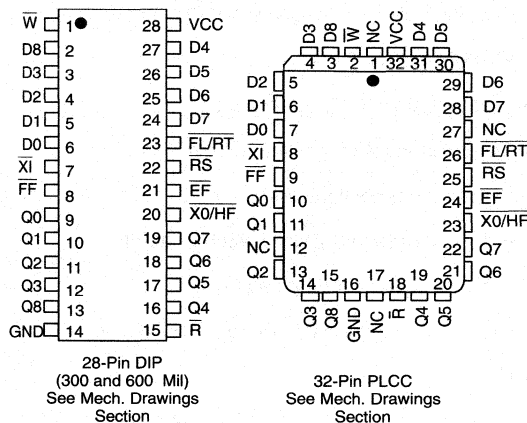 W̅ 1 28 VCC
D8 2 27 D4
D3 3 26 D5
D2 4 25 D6
D1 5 24 D7
D0 6 23 F̅L̅/̅R̅T̅
X̅I̅ 7 22 R̅S̅
F̅F̅ 8 21 E̅F̅
Q0 9 20 X̅0̅/̅H̅F̅
Q1 10 19 Q7
Q2 11 18 Q6
Q3 12 17 Q5
Q8 13 16 Q4
GND 14 15 R̅
28-Pin DIP
(300 and 600 Mil)
See Mech. Drawings
Section
D3 D8 W̅ NC VCC D4 D5
4 3 2 1 32 31 30
D2 5 29 D6
D1 6 28 D7
D0 7 27 NC
X̅I̅ 8 26 F̅L̅/̅R̅T̅
F̅F̅ 9 25 R̅S̅
Q0 10 24 E̅F̅
Q1 11 23 X̅0̅/̅H̅F̅
NC 12 22 Q7
Q2 13 21 Q6
14 15 16 17 18 19 20
Q3 Q8 GND NC R̅ Q4 Q5
32-Pin PLCC
See Mech. Drawings
Section